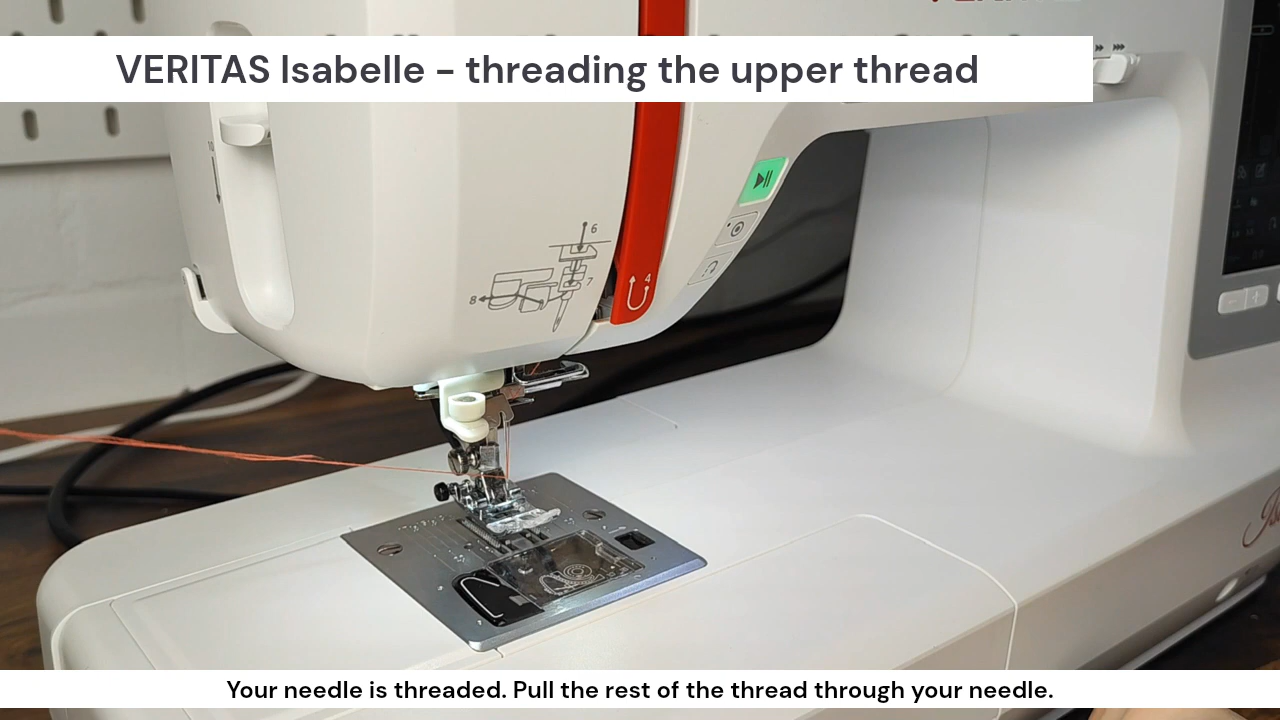 VERITAS Isabelle - threading the upper thread
6
7
8
4
Your needle is threaded. Pull the rest of the thread through your needle.